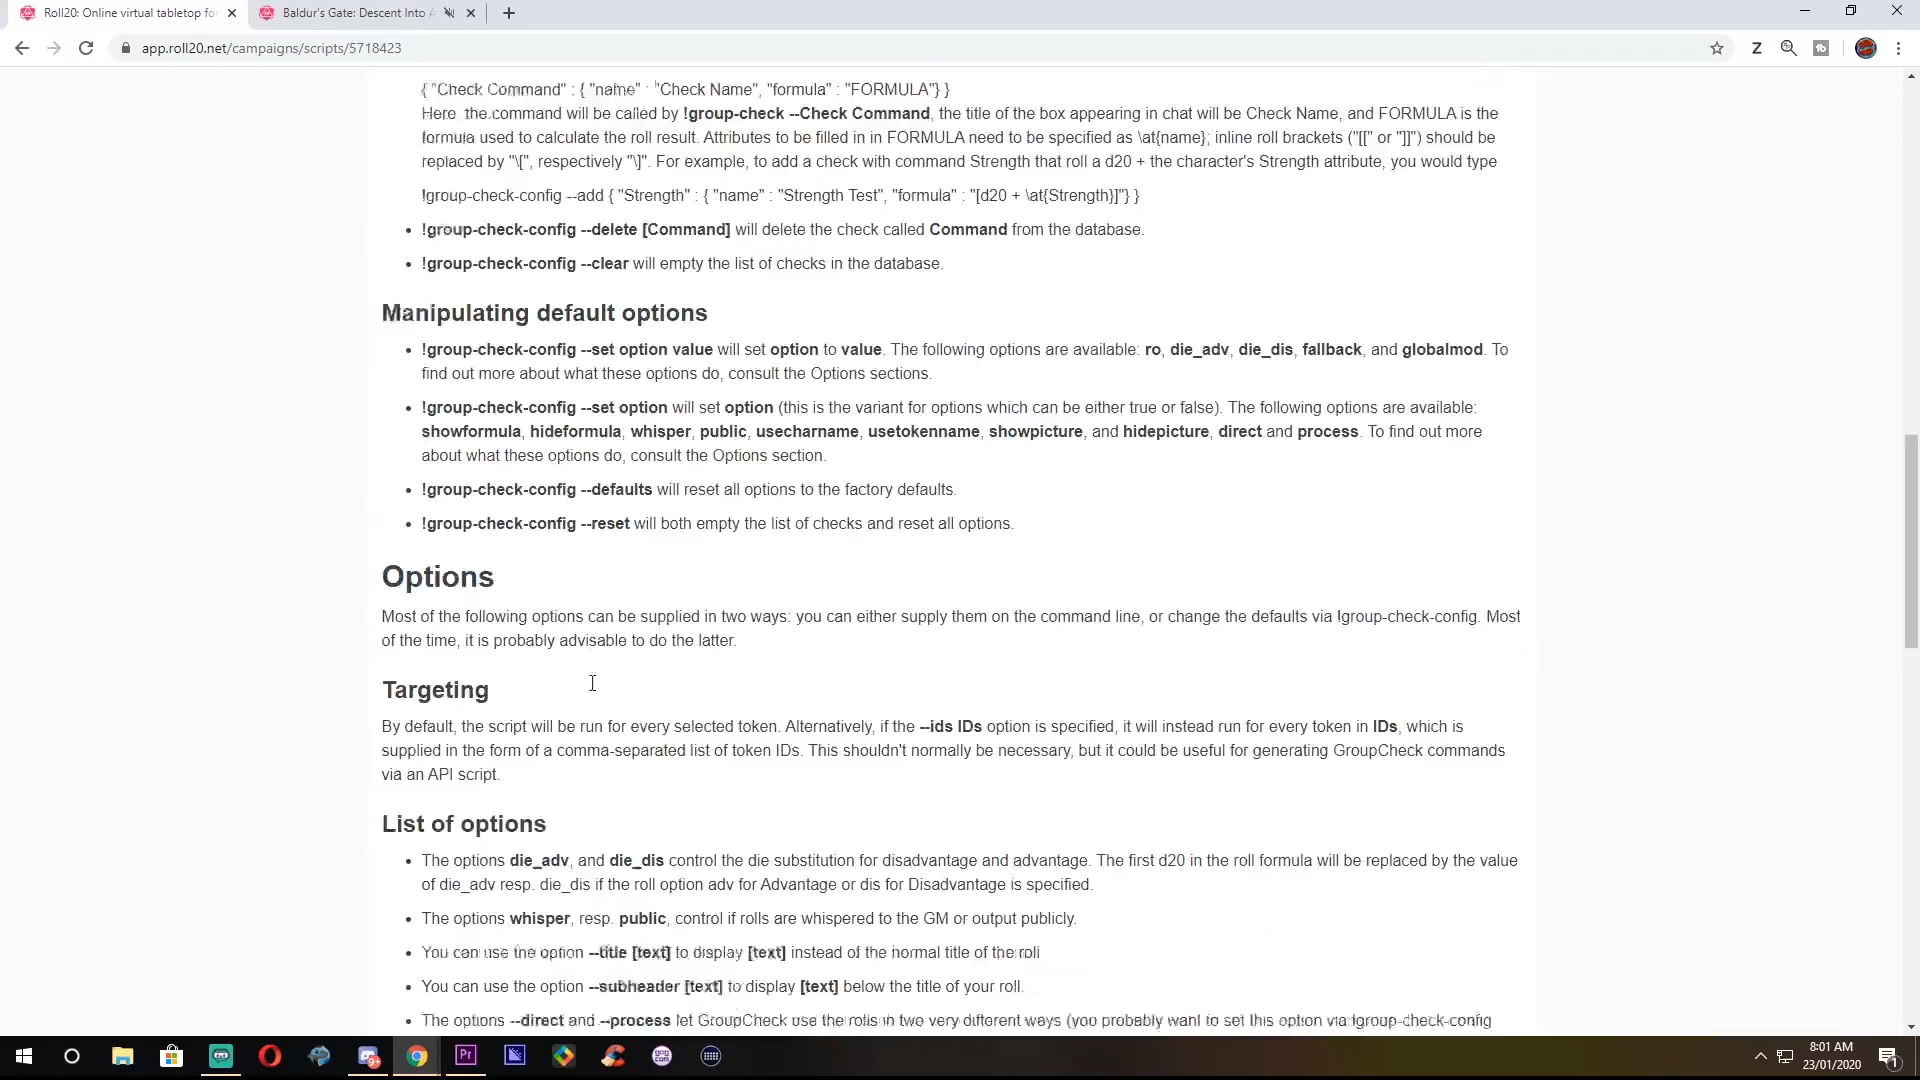 Roll20: Online virtual tabletop fo
Baldur's Gate: Descent Into A
app.roll20.net/campaigns/scripts/5718423
{ "Check Command" : { "name" : "Check Name", "formula" : "FORMULA"} }
Here the command will be called by !group-check --Check Command, the title of the box appearing in chat will be Check Name, and FORMULA is the
formula used to calculate the roll result. Attributes to be filled in in FORMULA need to be specified as \at{name}; inline roll brackets ("[[" or "]]") should be
replaced by "\[", respectively "\]". For example, to add a check with command Strength that roll a d20 + the character's Strength attribute, you would type
!group-check-config --add { "Strength" : { "name" : "Strength Test", "formula" : "[d20 + \at{Strength}]"} }
• !group-check-config --delete [Command] will delete the check called Command from the database.
• !group-check-config --clear will empty the list of checks in the database.
Manipulating default options
• !group-check-config --set option value will set option to value. The following options are available: ro, die_adv, die_dis, fallback, and globalmod. To
find out more about what these options do, consult the Options sections.
• !group-check-config --set option will set option (this is the variant for options which can be either true or false). The following options are available:
showformula, hideformula, whisper, public, usecharname, usetokenname, showpicture, and hidepicture, direct and process. To find out more
about what these options do, consult the Options section.
• !group-check-config --defaults will reset all options to the factory defaults.
• !group-check-config --reset will both empty the list of checks and reset all options.
Options
Most of the following options can be supplied in two ways: you can either supply them on the command line, or change the defaults via !group-check-config. Most
of the time, it is probably advisable to do the latter.
Targeting
By default, the script will be run for every selected token. Alternatively, if the --ids IDs option is specified, it will instead run for every token in IDs, which is
supplied in the form of a comma-separated list of token IDs. This shouldn't normally be necessary, but it could be useful for generating GroupCheck commands
via an API script.
List of options
• The options die_adv, and die_dis control the die substitution for disadvantage and advantage. The first d20 in the roll formula will be replaced by the value
of die_adv resp. die_dis if the roll option adv for Advantage or dis for Disadvantage is specified.
• The options whisper, resp. public, control if rolls are whispered to the GM or output publicly.
• You can use the option --title [text] to display [text] instead of the normal title of the roll
• You can use the option --subheader [text] to display [text] below the title of your roll.
• The options --direct and --process let GroupCheck use the rolls in two very different ways (you probably want to set this option via !group-check-config
8:01 AM
23/01/2020